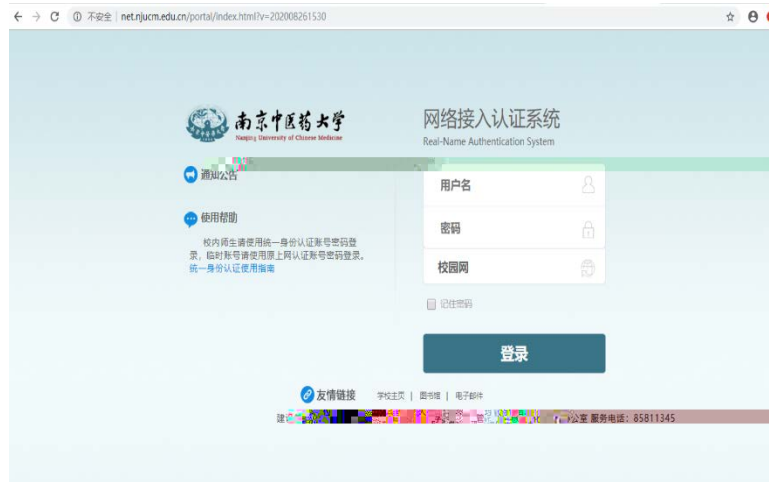 不安全 | net.njucm.edu.cn/portal/index.html?v=202008261530
南京中医药大学
Nanjing University of Chinese Medicine
网络接入认证系统
Real-Name Authentication System
通知公告
用户名
使用帮助
密码
校内师生请使用统一身份认证账号密码登
录，临时账号请使用原上网认证账号密码登录。
统一身份认证使用指南
校园网
记住密码
登录
友情链接 学校主页 | 图书馆 | 电子邮件
建 公室 服务电话：85811345